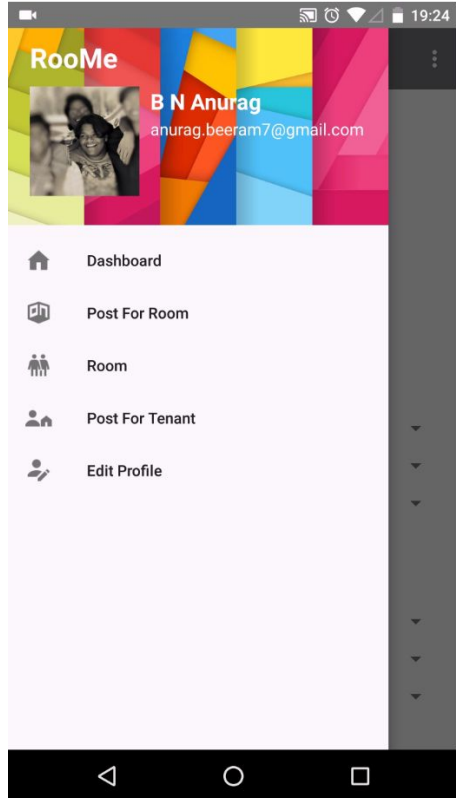 19:24
RooMe
B N Anurag
anurag.beeram7@gmail.com
Dashboard
Post For Room
Room
Post For Tenant
Edit Profile